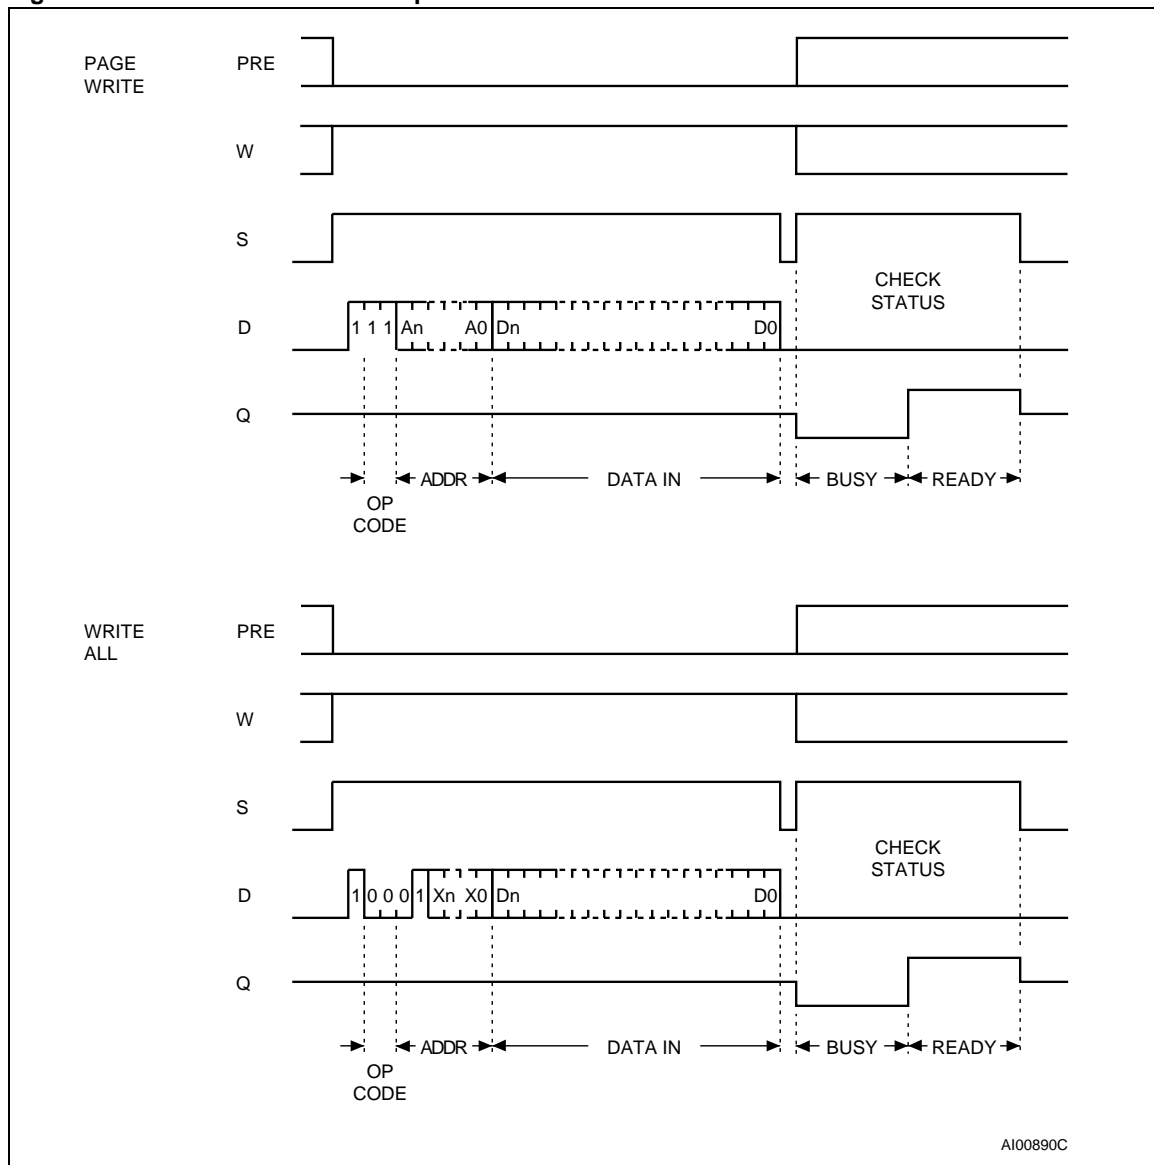 PAGE
WRITE
PRE
W
S
CHECK
STATUS
D
1 1 1 An A0 Dn D0
Q
ADDR DATA IN BUSY READY
OP
CODE
WRITE
ALL
PRE
W
S
CHECK
STATUS
D
1 0 0 0 1 Xn X0 Dn D0
Q
ADDR DATA IN BUSY READY
OP
CODE
AI00890C